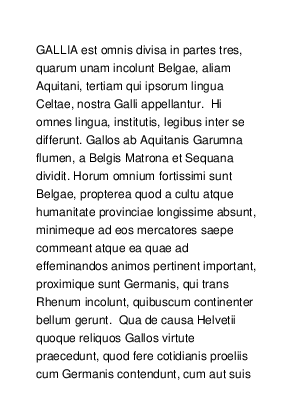 GALLIA est omnis divisa in partes tres,
quarum unam incolunt Belgae, aliam
Aquitani, tertiam qui ipsorum lingua
Celtae, nostra Galli appellantur.  Hi
omnes lingua, institutis, legibus inter se
differunt. Gallos ab Aquitanis Garumna
flumen, a Belgis Matrona et Sequana
dividit. Horum omnium fortissimi sunt
Belgae, propterea quod a cultu atque
humanitate provinciae longissime absunt,
minimeque ad eos mercatores saepe
commeant atque ea quae ad
effeminandos animos pertinent important,
proximique sunt Germanis, qui trans
Rhenum incolunt, quibuscum continenter
bellum gerunt.  Qua de causa Helvetii
quoque reliquos Gallos virtute
praecedunt, quod fere cotidianis proeliis
cum Germanis contendunt, cum aut suis